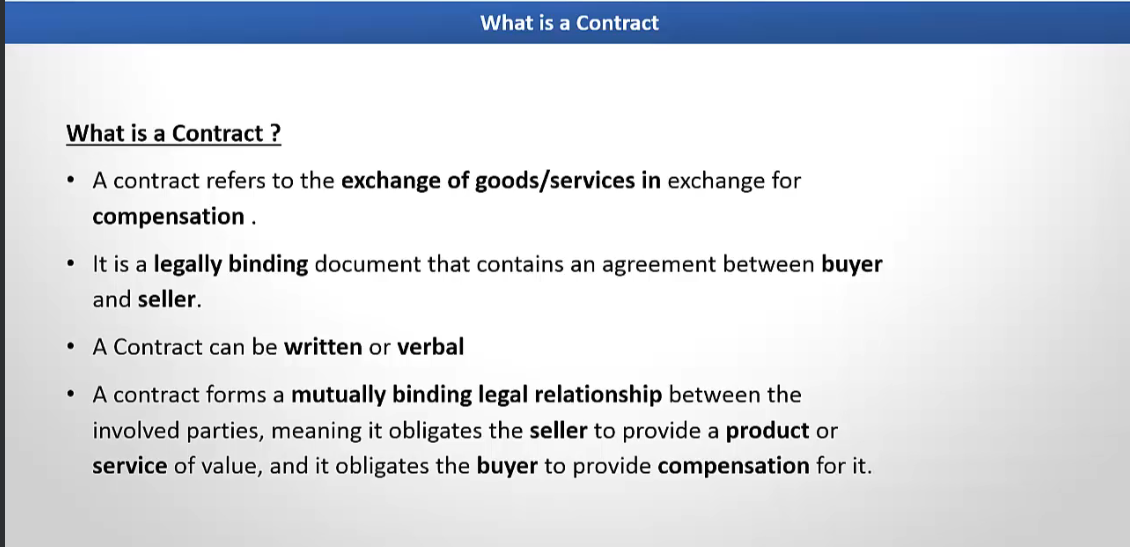 What is a Contract
What is a Contract ?
• A contract refers to the exchange of goods/services in exchange for
compensation .
• It is a legally binding document that contains an agreement between buyer
and seller.
• A Contract can be written or verbal
• A contract forms a mutually binding legal relationship between the
involved parties, meaning it obligates the seller to provide a product or
service of value, and it obligates the buyer to provide compensation for it.